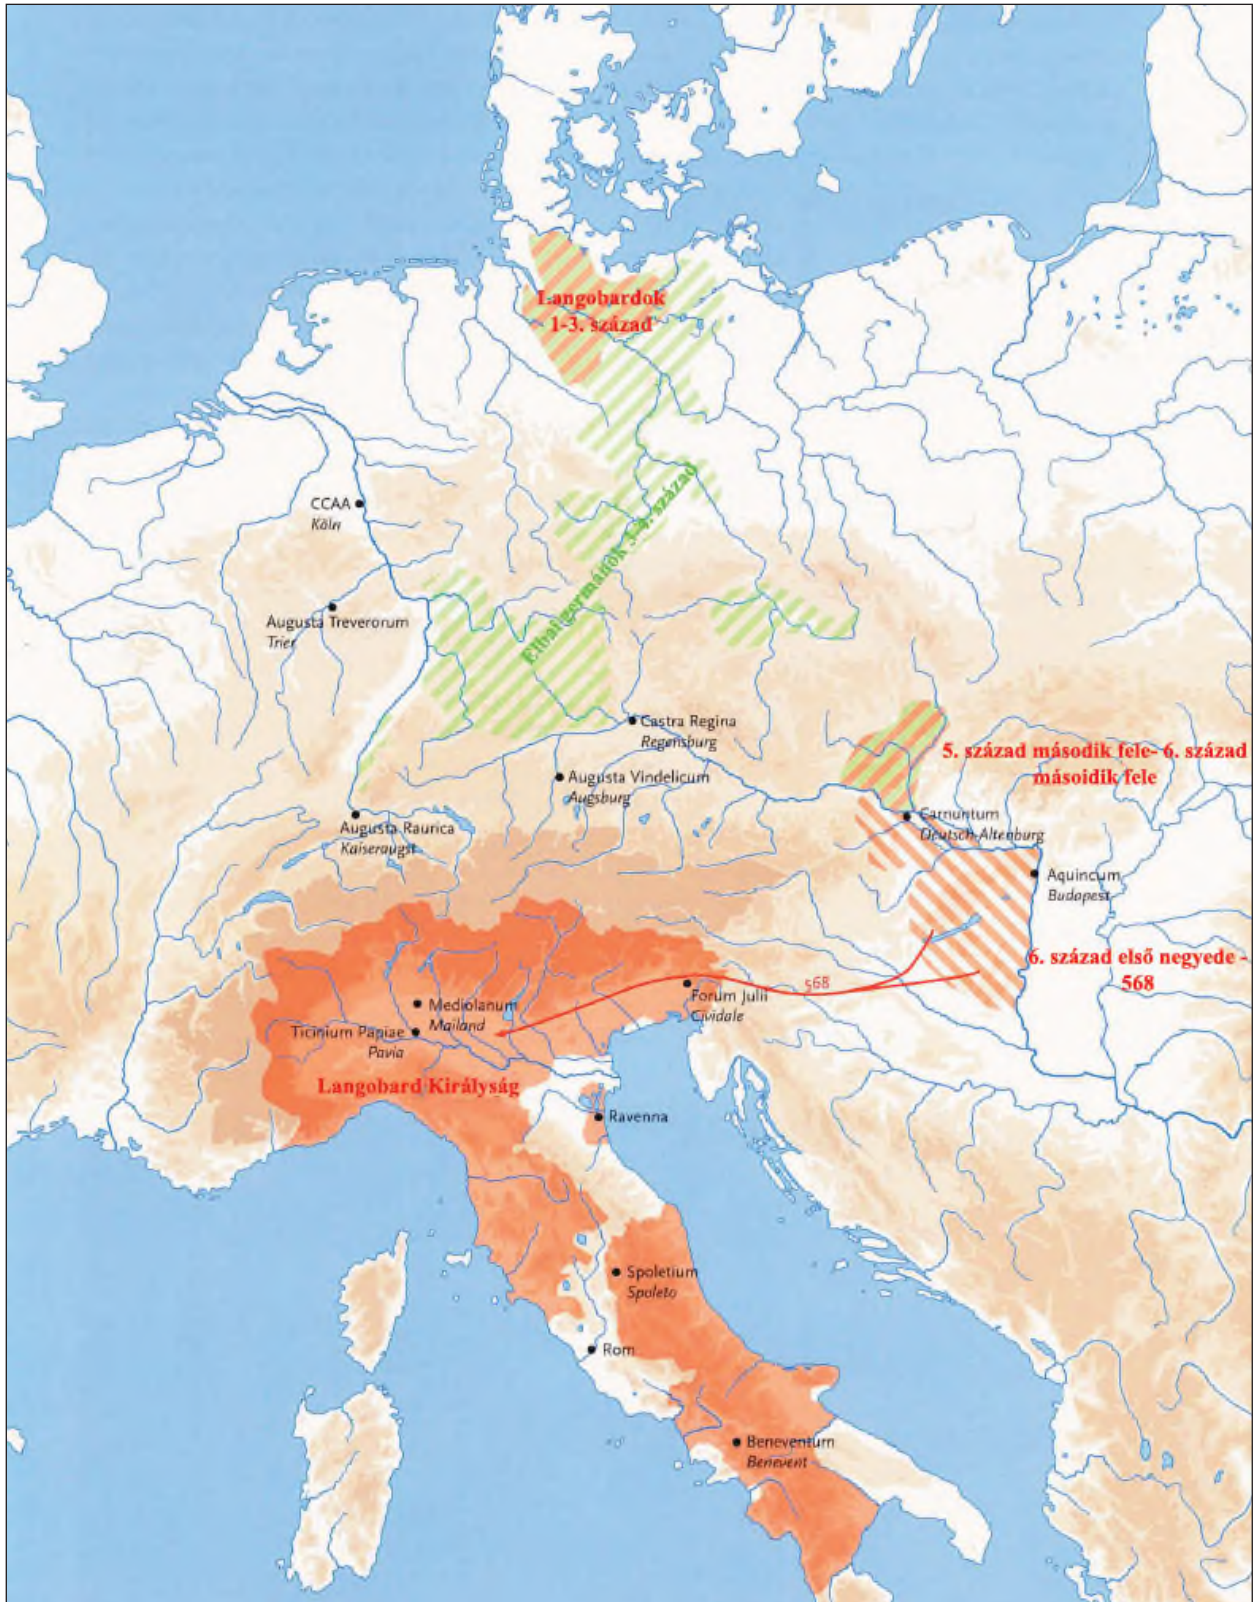 Langobardok
1-3. század
Elbai germánok 3-4. század
CCAA
Köln
Augusta Treverorum
Trier
Castra Regina
Regensburg
5. század második fele- 6. század
másoidik fele
Augusta Vindelicum
Augsburg
Augusta Raurica
Kaiseraugst
Carnuntum
Deutsch-Altenburg
Aquincum
Budapest
6. század első negyede -
568
568
Forum Julii
Cividale
Mediolanum
Mailand
Ticinium Papiae
Pavia
Langobard Királyság
Ravenna
Spoletium
Spoleto
Rom
Beneventum
Benevent